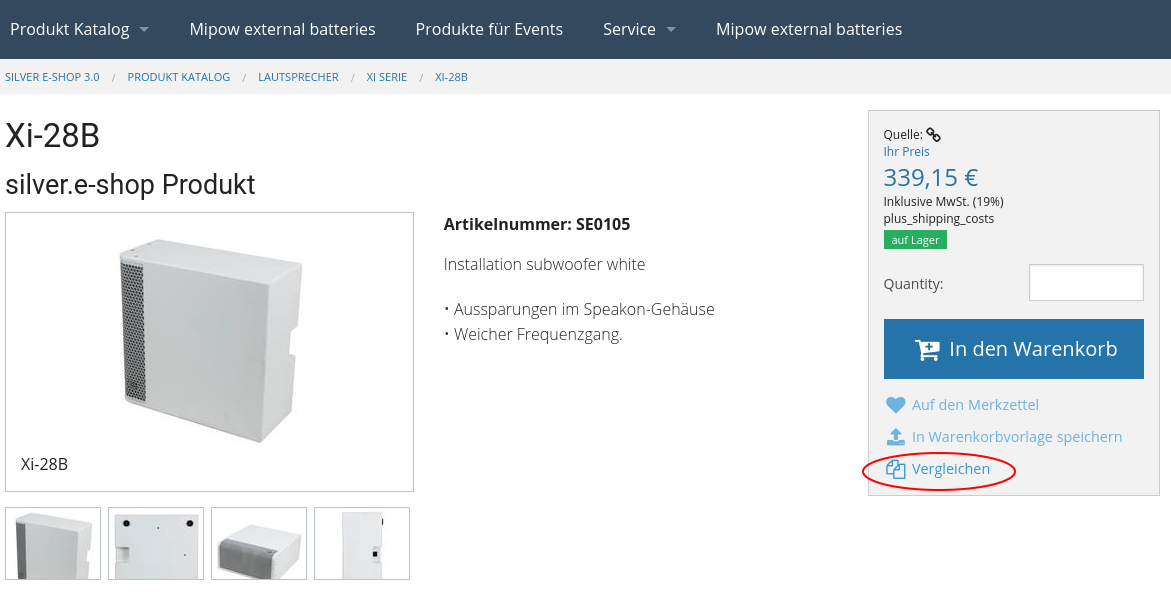 Produkt Katalog
Mipow external batteries
Produkte für Events
Service
Mipow external batteries
SILVER E-SHOP 3.0 / PRODUKT KATALOG / LAUTSPRECHER / XI SERIE / XI-28B
Xi-28B
silver.e-shop Produkt
Xi-28B
Artikelnummer: SE0105
Installation subwoofer white
• Aussparungen im Speakon-Gehäuse
• Weicher Frequenzgang.
Quelle:
Ihr Preis
339,15 €
Inklusive MwSt. (19%)
plus_shipping_costs
auf Lager
Quantity:
In den Warenkorb
Auf den Merkzettel
In Warenkorbvorlage speichern
Vergleichen